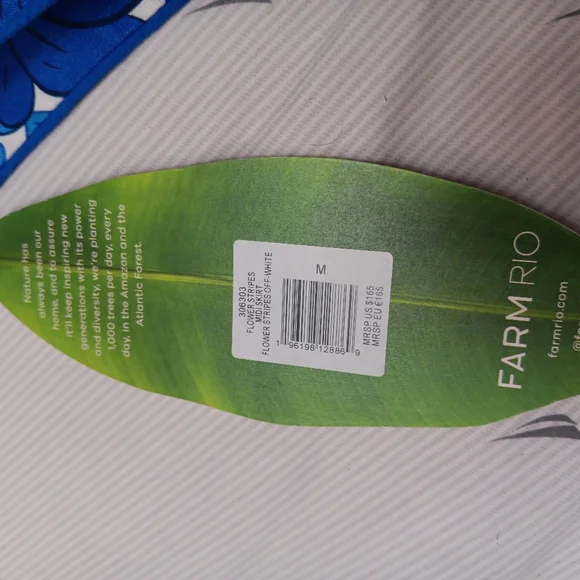 Nature has
always been our
home, and to assure
it'll keep inspiring new
generations with its power
and diversity, we're planting
1,000 trees per day, every
day, in the Amazon and the
Atlantic Forest.
306303
FLOWER STRIPES
MIDI SKIRT
FLOWER STRIPES OFF-WHITE
M
1 96198 12886 9
MRSP US $165
MRSP EU €165
FARM RIO
farmrio.com